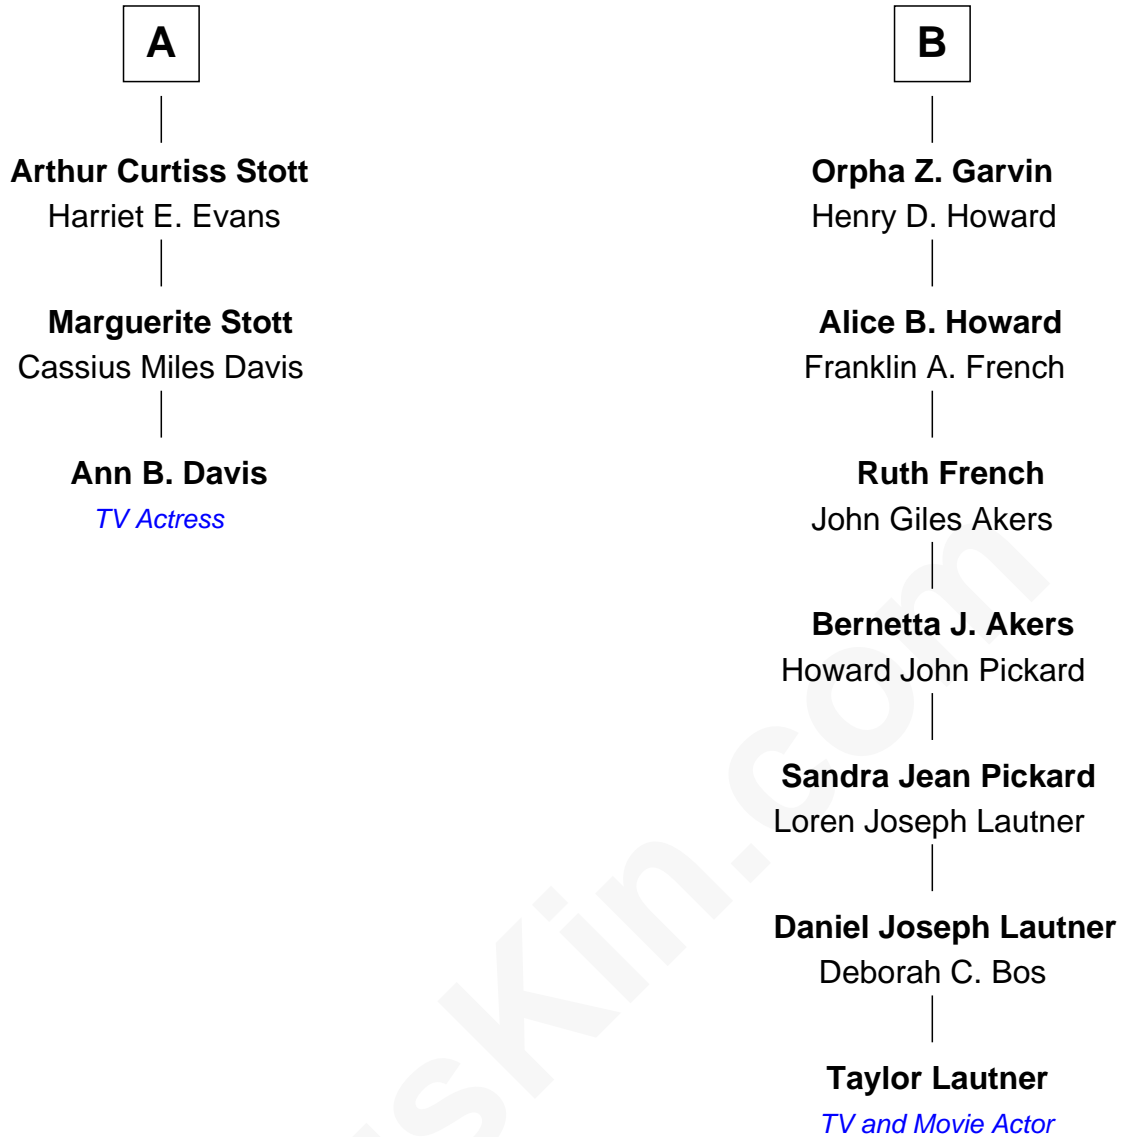 A
Arthur Curtiss Stott
Harriet E. Evans
Marguerite Stott
Cassius Miles Davis
Ann B. Davis
TV Actress
B
Orpha Z. Garvin
Henry D. Howard
Alice B. Howard
Franklin A. French
Ruth French
John Giles Akers
Bernetta J. Akers
Howard John Pickard
Sandra Jean Pickard
Loren Joseph Lautner
Daniel Joseph Lautner
Deborah C. Bos
Taylor Lautner
TV and Movie Actor
usKin.com